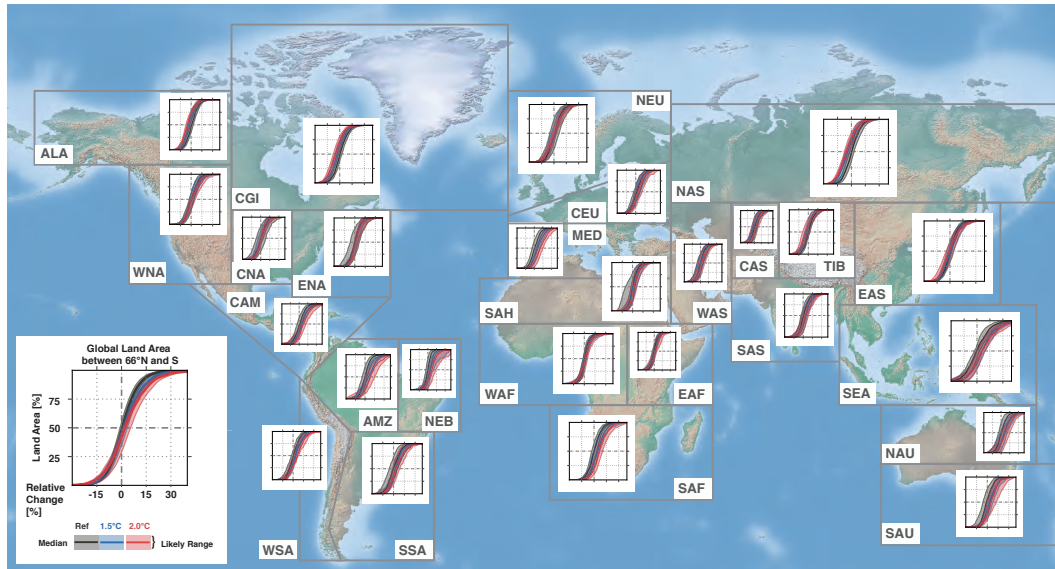 NEU
ALA
CGI
NAS
CEU
MED
WNA
CNA
ENA
CAS
TIB
EAS
CAM
SAH
WAS
SAS
WAF
EAF
SEA
AMZ
NEB
NAU
SAF
SAU
WSA
SSA
Global Land Area
between 66°N and S
Land Area [%]
75
50
25
Relative
Change
[%]
-15 0 15 30
Ref 1.5°C 2.0°C
Median } Likely Range